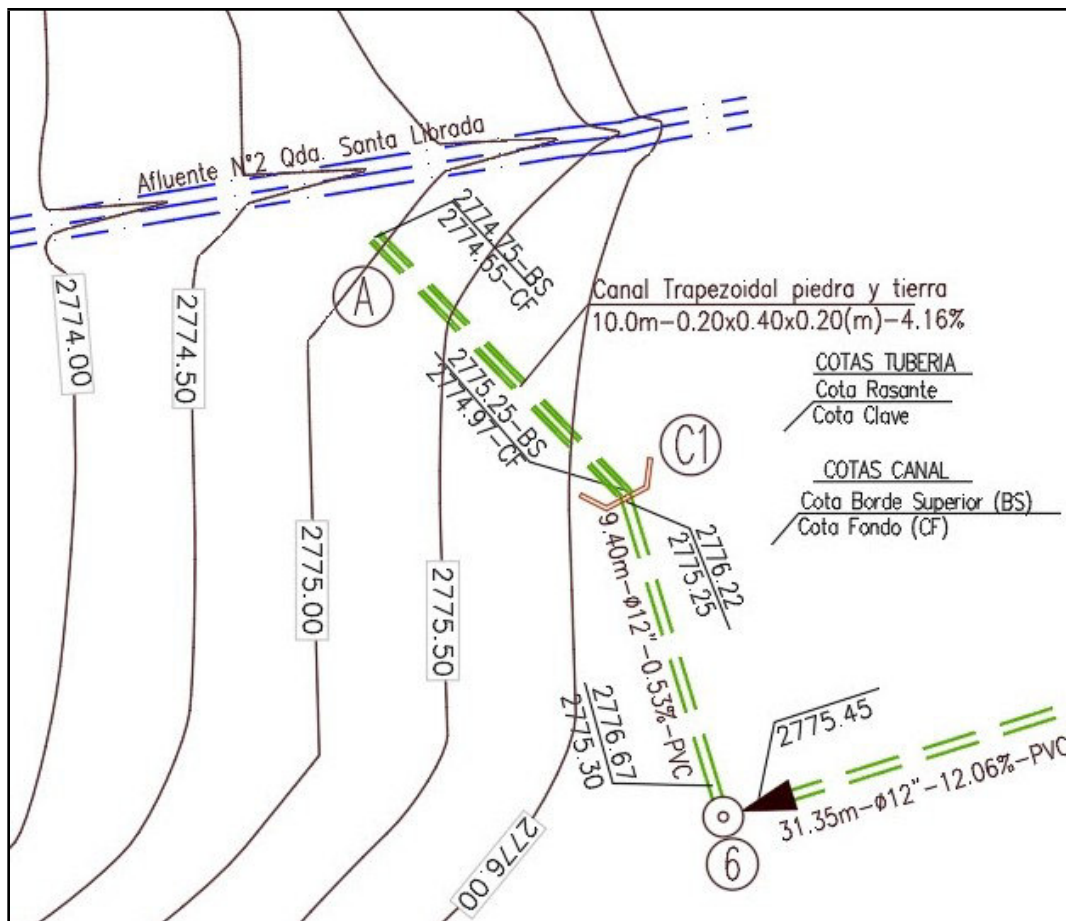 Afluente N°2 Qda. Santa Librada
2774.75-BS
2774.65-CF
A
2774.00
2774.50
Canal Trapezoidal piedra y tierra
10.0m-0.20x0.40x0.20(m)-4.16%
COTAS TUBERIA
Cota Rasante
Cota Clave
2775.25-BS
2774.97-CF
C1
COTAS CANAL
Cota Borde Superior (BS)
Cota Fondo (CF)
2775.00
2775.50
9.40m-ø12"-0.53%-PVC
2776.22
2775.25
2776.67
2775.30
2775.45
31.35m-ø12"-12.06%-PVC
2776.00
6